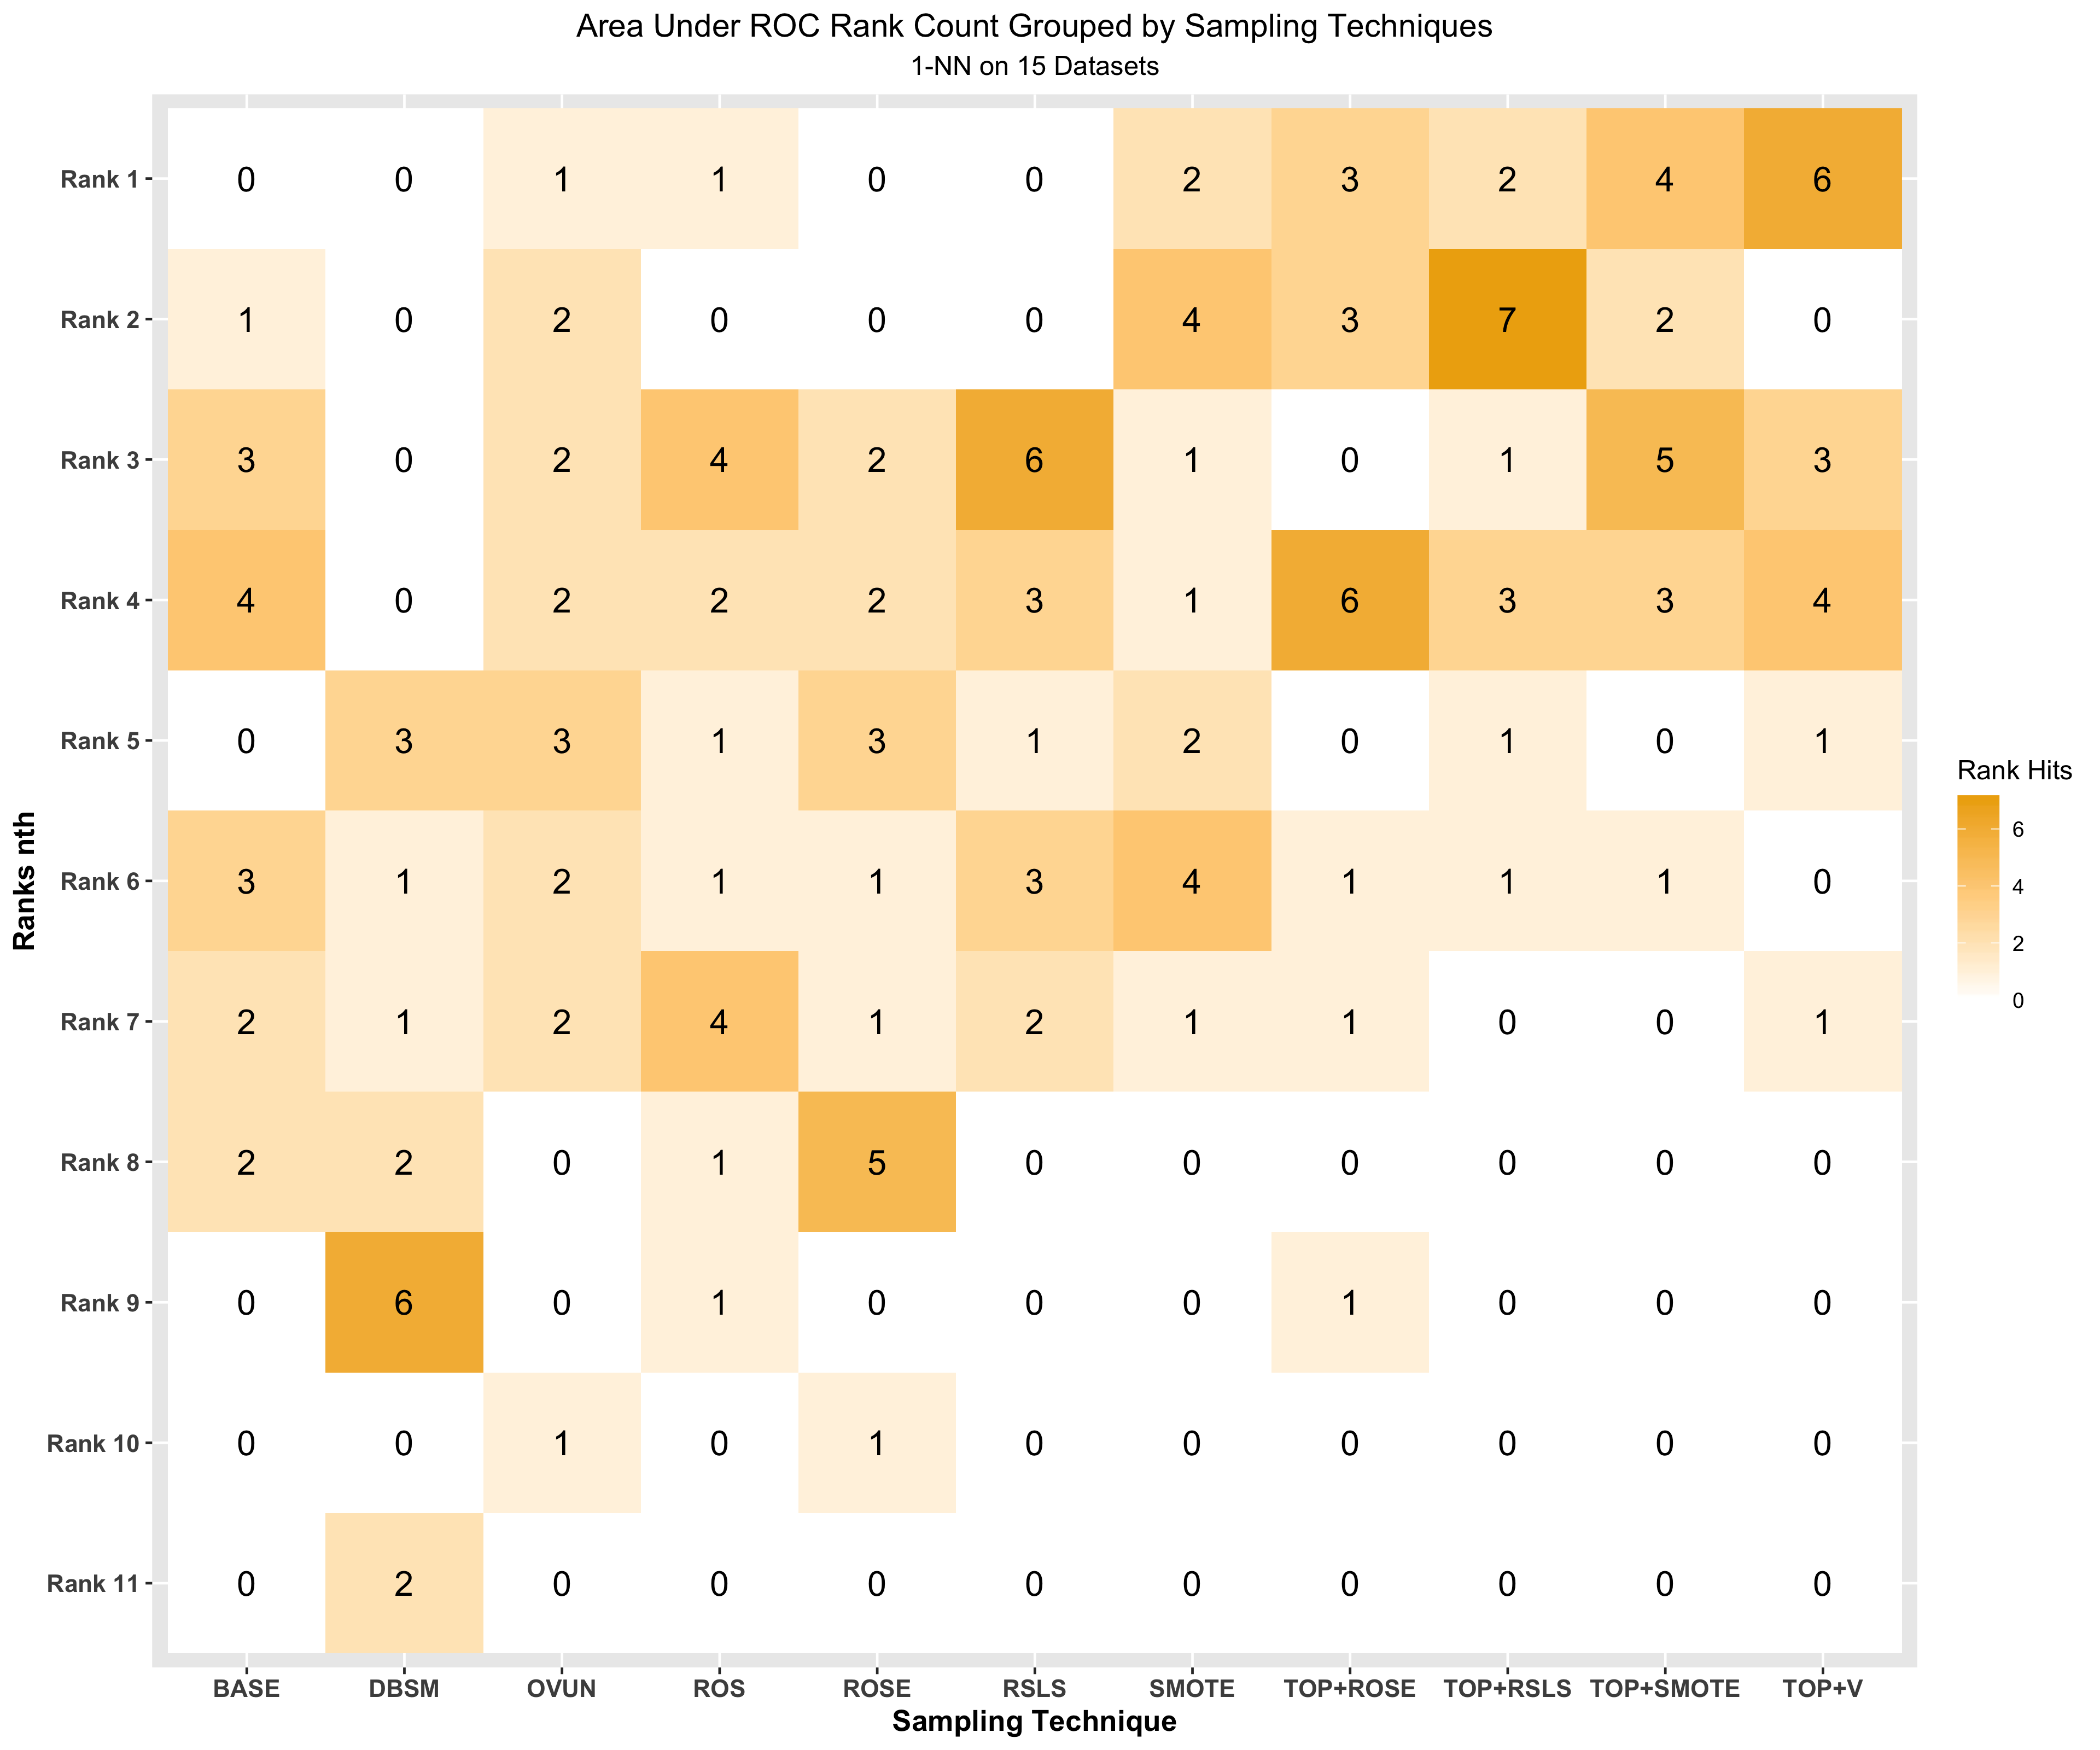 Area Under ROC Rank Count Grouped by Sampling Techniques
1-NN on 15 Datasets
Rank 1 0 0 1 1 0 0 2 3 2 4 6
Rank 2 1 0 2 0 0 0 4 3 7 2 0
Rank 3 3 0 2 4 2 6 1 0 1 5 3
Rank 4 4 0 2 2 2 3 1 6 3 3 4
Rank 5 0 3 3 1 3 1 2 0 1 0 1
Rank 6 3 1 2 1 1 3 4 1 1 1 0
Rank 7 2 1 2 4 1 2 1 1 0 0 1
Rank 8 2 2 0 1 5 0 0 0 0 0 0
Rank 9 0 6 0 1 0 0 0 1 0 0 0
Rank 10 0 0 1 0 1 0 0 0 0 0 0
Rank 11 0 2 0 0 0 0 0 0 0 0 0
BASE DBSM OVUN ROS ROSE RSLS SMOTE TOP+ROSE TOP+RSLS TOP+SMOTE TOP+V
Sampling Technique
Ranks nth
Rank Hits
6
4
2
0